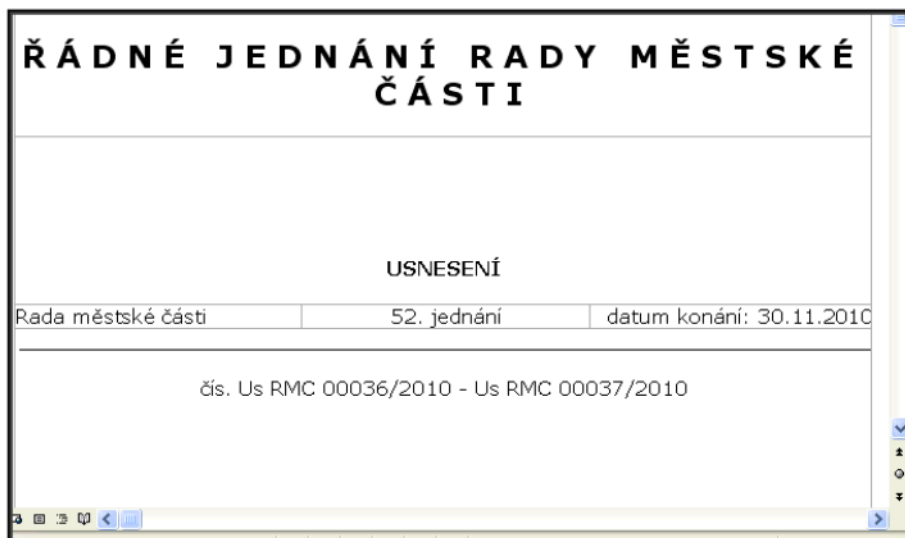 ŘÁDNÉ JEDNÁNÍ RADY MĚSTSKÉ
ČÁSTI
USNESENÍ
Rada městské části 52. jednání datum konání: 30.11.2010
čís. Us RMC 00036/2010 - Us RMC 00037/2010